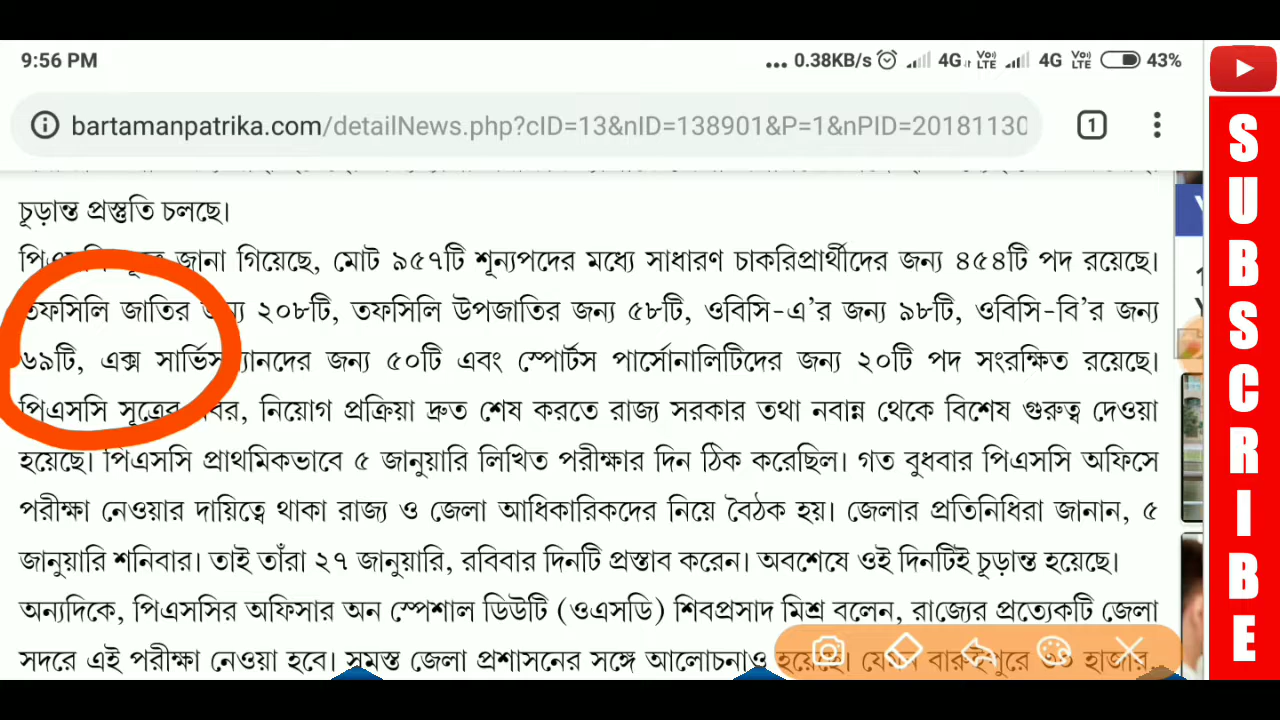 9:56 PM
... 0.38KB/s 4G VoLTE 4G VoLTE 43%
bartamanpatrika.com/detailNews.php?cID=13&nID=138901&P=1&nPID=20181130
1
চূড়ান্ত প্রস্তুতি চলছে।
জানা গিয়েছে, মোট ৯৫৭টি শূন্যপদের মধ্যে সাধারণ চাকরিপ্রার্থীদের জন্য ৪৫৪টি পদ রয়েছে।
তফসিলি জাতির জন্য ২০৮টি, তফসিলি উপজাতির জন্য ৫৮টি, ওবিসি-এ’র জন্য ৯৮টি, ওবিসি-বি’র জন্য
৬৯টি, এক্স সার্ভিসম্যানদের জন্য ৫০টি এবং স্পোর্টস পার্সোনালিটিদের জন্য ২০টি পদ সংরক্ষিত রয়েছে।
পিএসসি সূত্রের খবর, নিয়োগ প্রক্রিয়া দ্রুত শেষ করতে রাজ্য সরকার তথা নবান্ন থেকে বিশেষ গুরুত্ব দেওয়া
হয়েছে। পিএসসি প্রাথমিকভাবে ৫ জানুয়ারি লিখিত পরীক্ষার দিন ঠিক করেছিল। গত বুধবার পিএসসি অফিসে
পরীক্ষা নেওয়ার দায়িত্বে থাকা রাজ্য ও জেলা আধিকারিকদের নিয়ে বৈঠক হয়। জেলার প্রতিনিধিরা জানান, ৫
জানুয়ারি শনিবার। তাই তাঁরা ২৭ জানুয়ারি, রবিবার দিনটি প্রস্তাব করেন। অবশেষে ওই দিনটিই চূড়ান্ত হয়েছে।
অন্যদিকে, পিএসসির অফিসার অন স্পেশাল ডিউটি (ওএসডি) শিবপ্রসাদ মিশ্র বলেন, রাজ্যের প্রত্যেকটি জেলা
সদরে এই পরীক্ষা নেওয়া হবে। সমস্ত জেলা প্রশাসনের সঙ্গে আলোচনাও হয়েছে। যেমন বারুইপুরে ৬০ হাজার
SUBSCRIBE